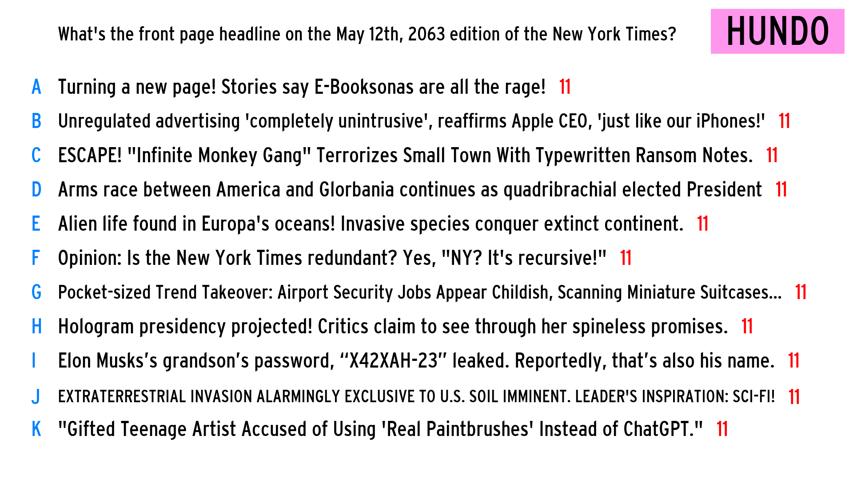 What's the front page headline on the May 12th, 2063 edition of the New York Times?
HUNDO
A Turning a new page! Stories say E-Booksonas are all the rage! 11
B Unregulated advertising 'completely unintrusive', reaffirms Apple CEO, 'just like our iPhones!' 11
C ESCAPE! "Infinite Monkey Gang" Terrorizes Small Town With Typewritten Ransom Notes. 11
D Arms race between America and Glorbania continues as quadribrachial elected President 11
E Alien life found in Europa's oceans! Invasive species conquer extinct continent. 11
F Opinion: Is the New York Times redundant? Yes, "NY? It's recursive!" 11
G Pocket-sized Trend Takeover: Airport Security Jobs Appear Childish, Scanning Miniature Suitcases... 11
H Hologram presidency projected! Critics claim to see through her spineless promises. 11
I Elon Musks’s grandson’s password, “X42XAH-23” leaked. Reportedly, that’s also his name. 11
J EXTRATERRESTRIAL INVASION ALARMINGLY EXCLUSIVE TO U.S. SOIL IMMINENT. LEADER'S INSPIRATION: SCI-FI! 11
K "Gifted Teenage Artist Accused of Using 'Real Paintbrushes' Instead of ChatGPT." 11